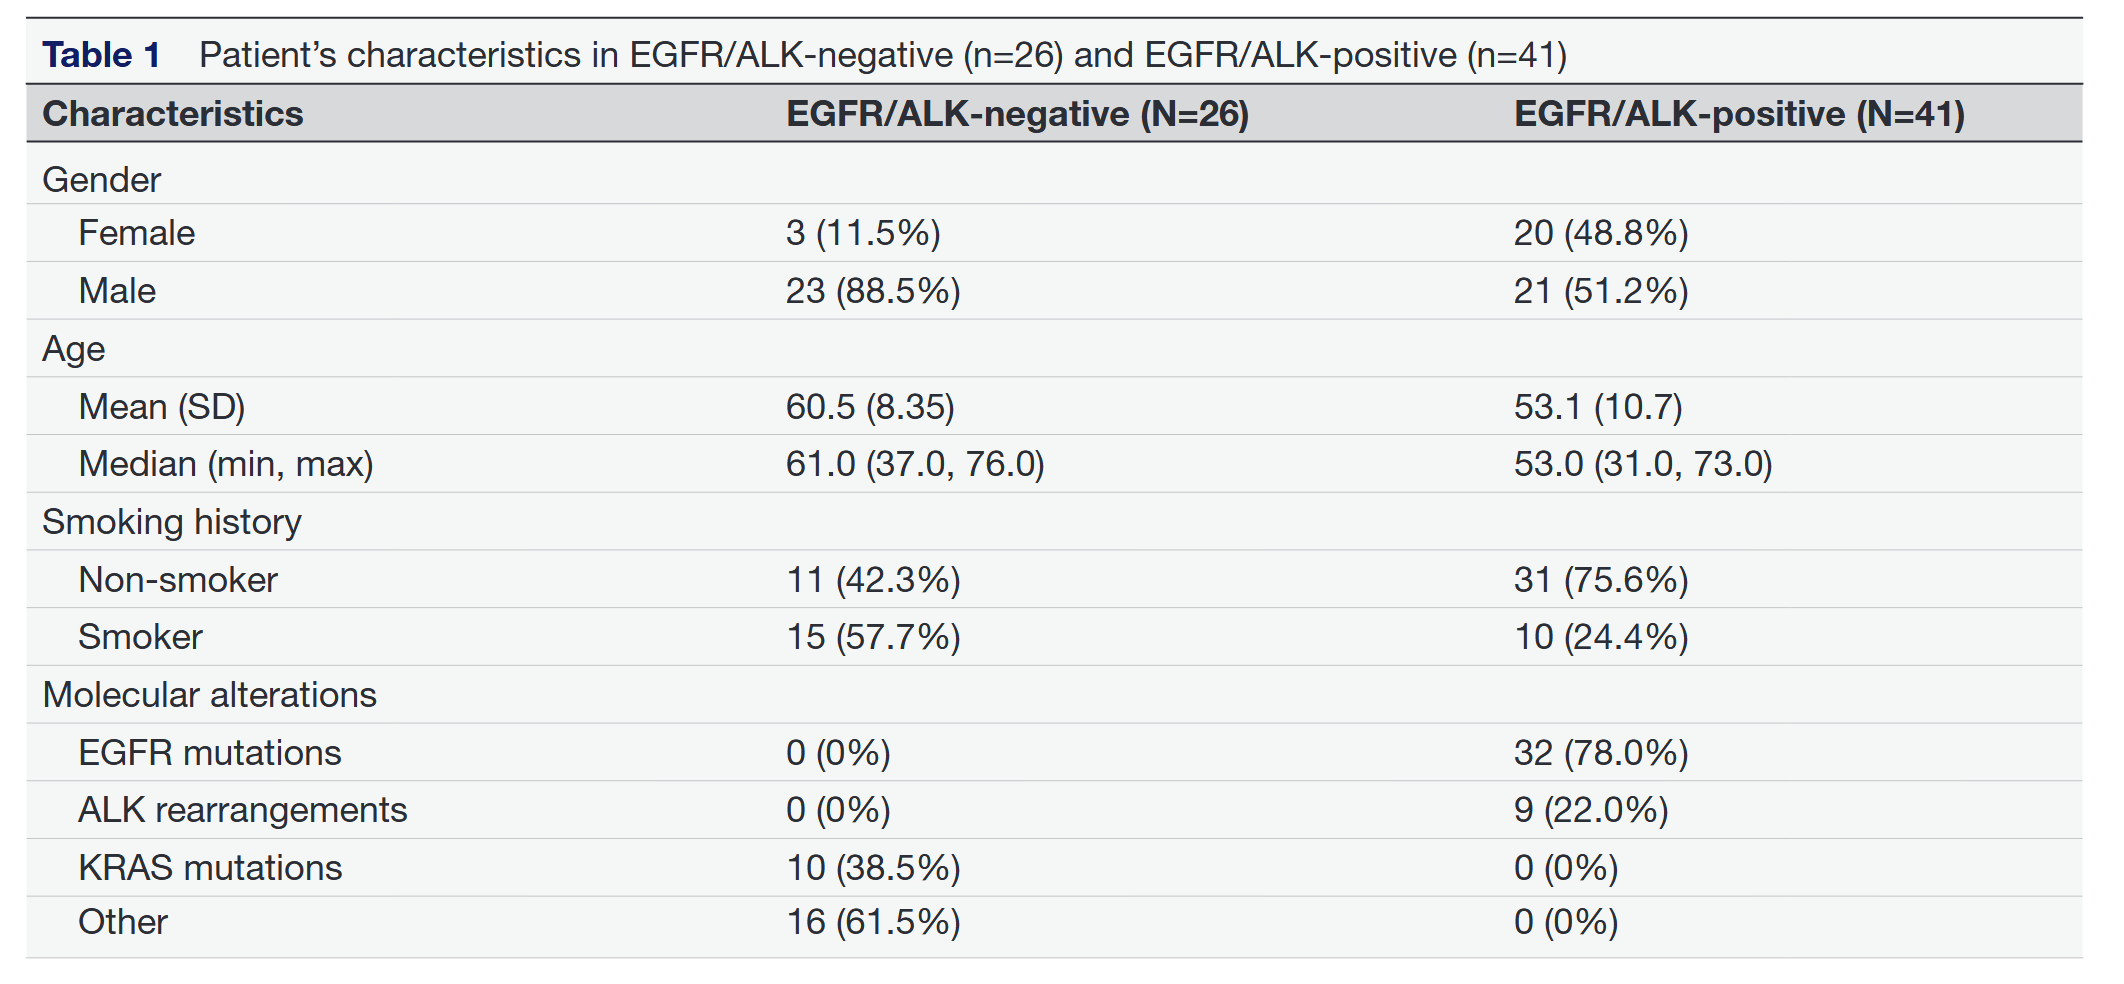 Table 1 Patient’s characteristics in EGFR/ALK-negative (n=26) and EGFR/ALK-positive (n=41)
Characteristics EGFR/ALK-negative (N=26) EGFR/ALK-positive (N=41)
Gender
Female 3 (11.5%) 20 (48.8%)
Male 23 (88.5%) 21 (51.2%)
Age
Mean (SD) 60.5 (8.35) 53.1 (10.7)
Median (min, max) 61.0 (37.0, 76.0) 53.0 (31.0, 73.0)
Smoking history
Non-smoker 11 (42.3%) 31 (75.6%)
Smoker 15 (57.7%) 10 (24.4%)
Molecular alterations
EGFR mutations 0 (0%) 32 (78.0%)
ALK rearrangements 0 (0%) 9 (22.0%)
KRAS mutations 10 (38.5%) 0 (0%)
Other 16 (61.5%) 0 (0%)